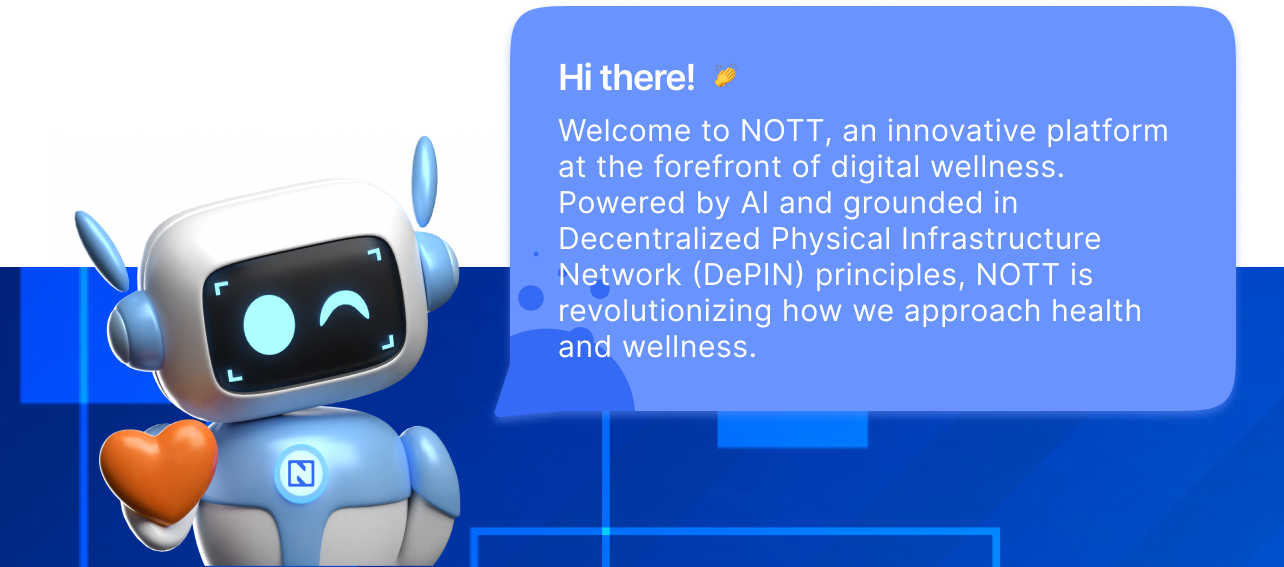 Hi there! 👏
Welcome to NOTT, an innovative platform
at the forefront of digital wellness.
Powered by AI and grounded in
Decentralized Physical Infrastructure
Network (DePIN) principles, NOTT is
revolutionizing how we approach health
and wellness.
N